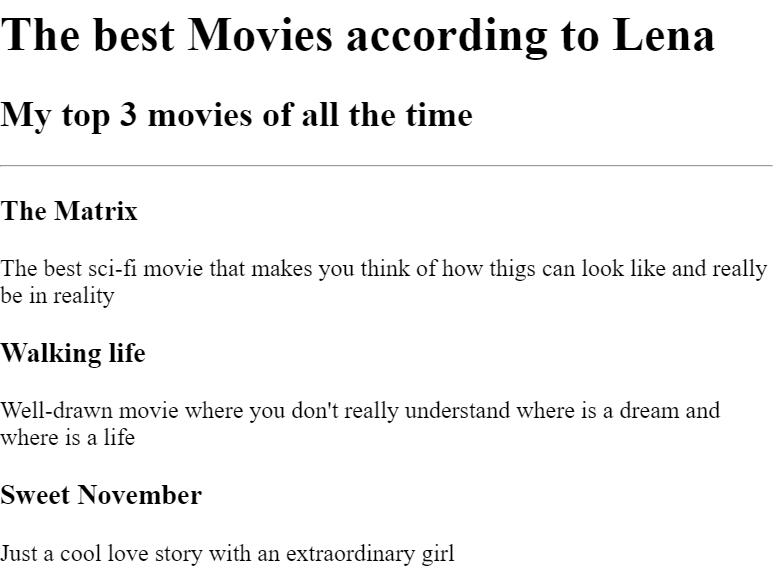 The best Movies according to Lena
My top 3 movies of all the time
The Matrix
The best sci-fi movie that makes you think of how thigs can look like and really
be in reality
Walking life
Well-drawn movie where you don't really understand where is a dream and
where is a life
Sweet November
Just a cool love story with an extraordinary girl